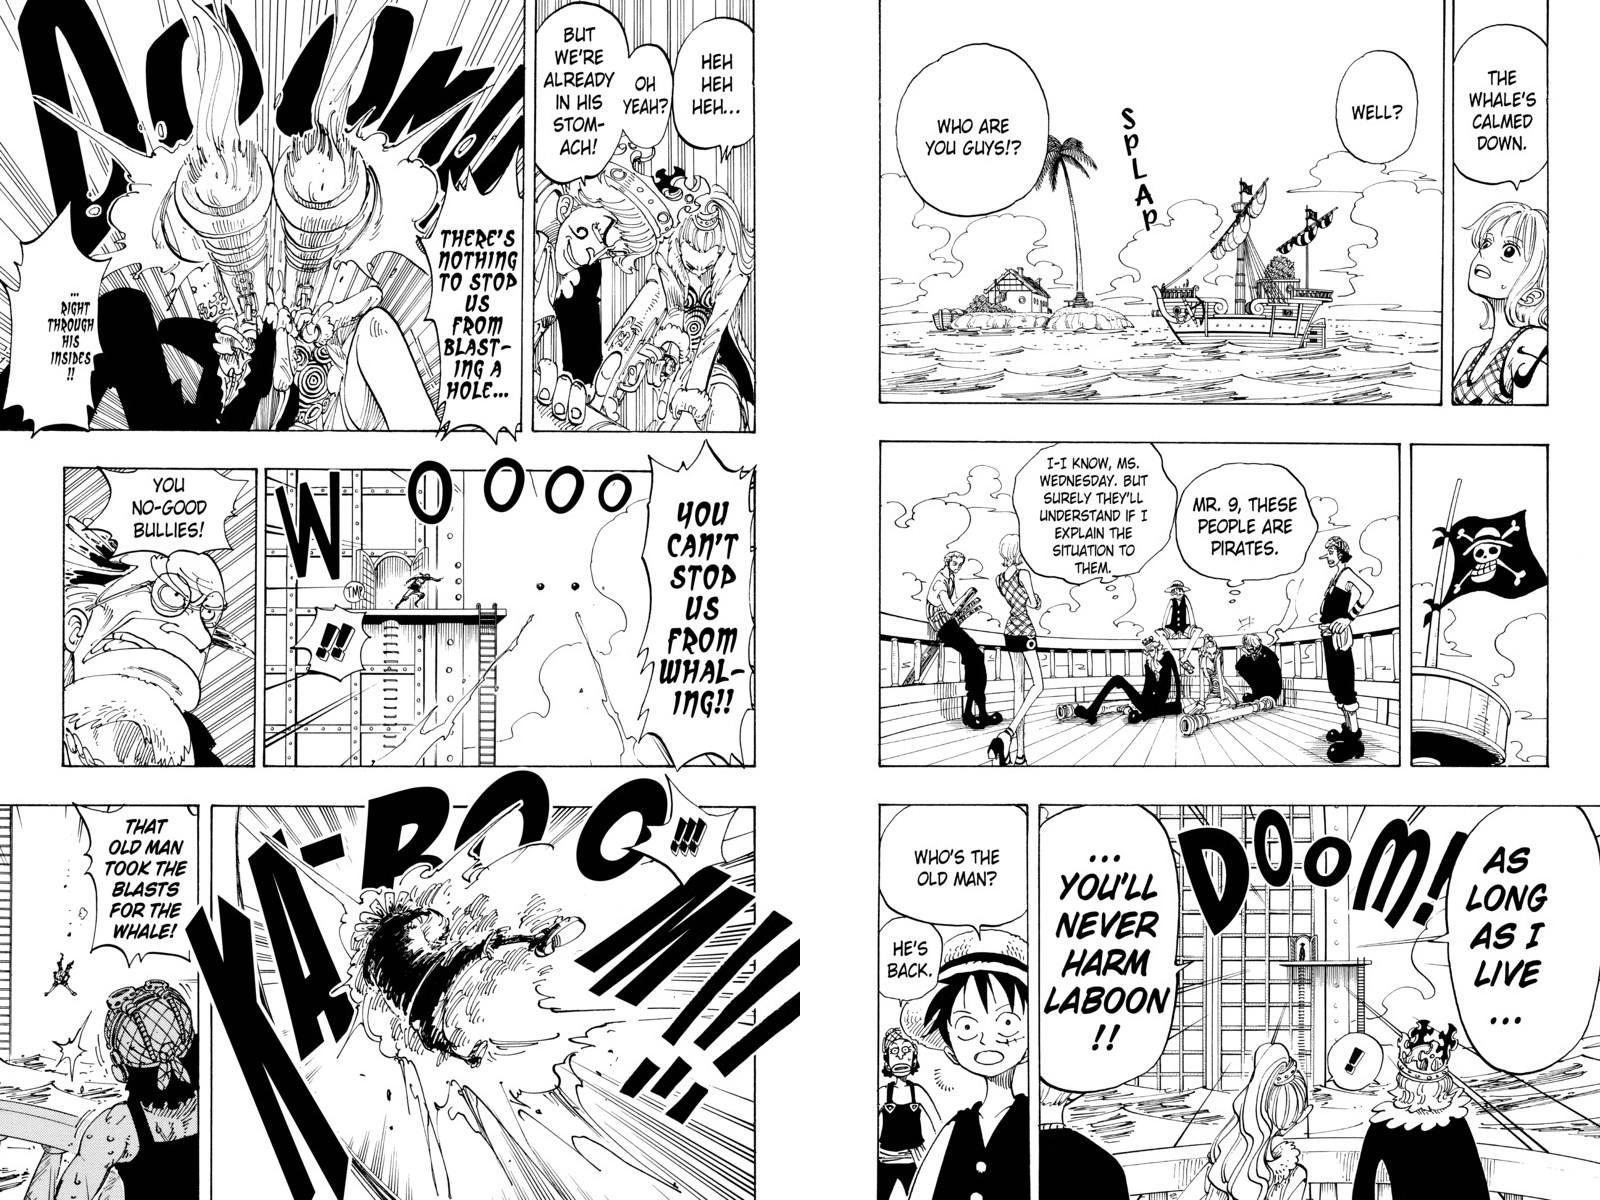 THE
WHALE'S
CALMED
DOWN.
WELL?
SPLAP
WHO ARE
YOU GUYS!?
MR. 9, THESE
PEOPLE ARE
PIRATES.
I-I KNOW, MS.
WEDNESDAY. BUT
SURELY THEY'LL
UNDERSTAND IF I
EXPLAIN THE
SITUATION TO
THEM.
AS
LONG
AS I
LIVE
...
DOOM!
!
...
YOU'LL
NEVER
HARM
LABOON
!!
WHO'S THE
OLD MAN?
HE'S
BACK.
HEH
HEH
HEH...
OH
YEAH?
BUT
WE'RE
ALREADY
IN HIS
STOM-
ACH!
THERE'S
NOTHING
TO STOP
US
FROM
BLAST-
ING A
HOLE...
...
RIGHT
THROUGH
HIS
INSIDES
!!
YOU
CAN'T
STOP
US
FROM
WHAL-
ING!!
WOOOO
TMP
!!
YOU
NO-GOOD
BULLIES!
!!!
KA-BOOOM!!!
THAT
OLD MAN
TOOK THE
BLASTS
FOR THE
WHALE!